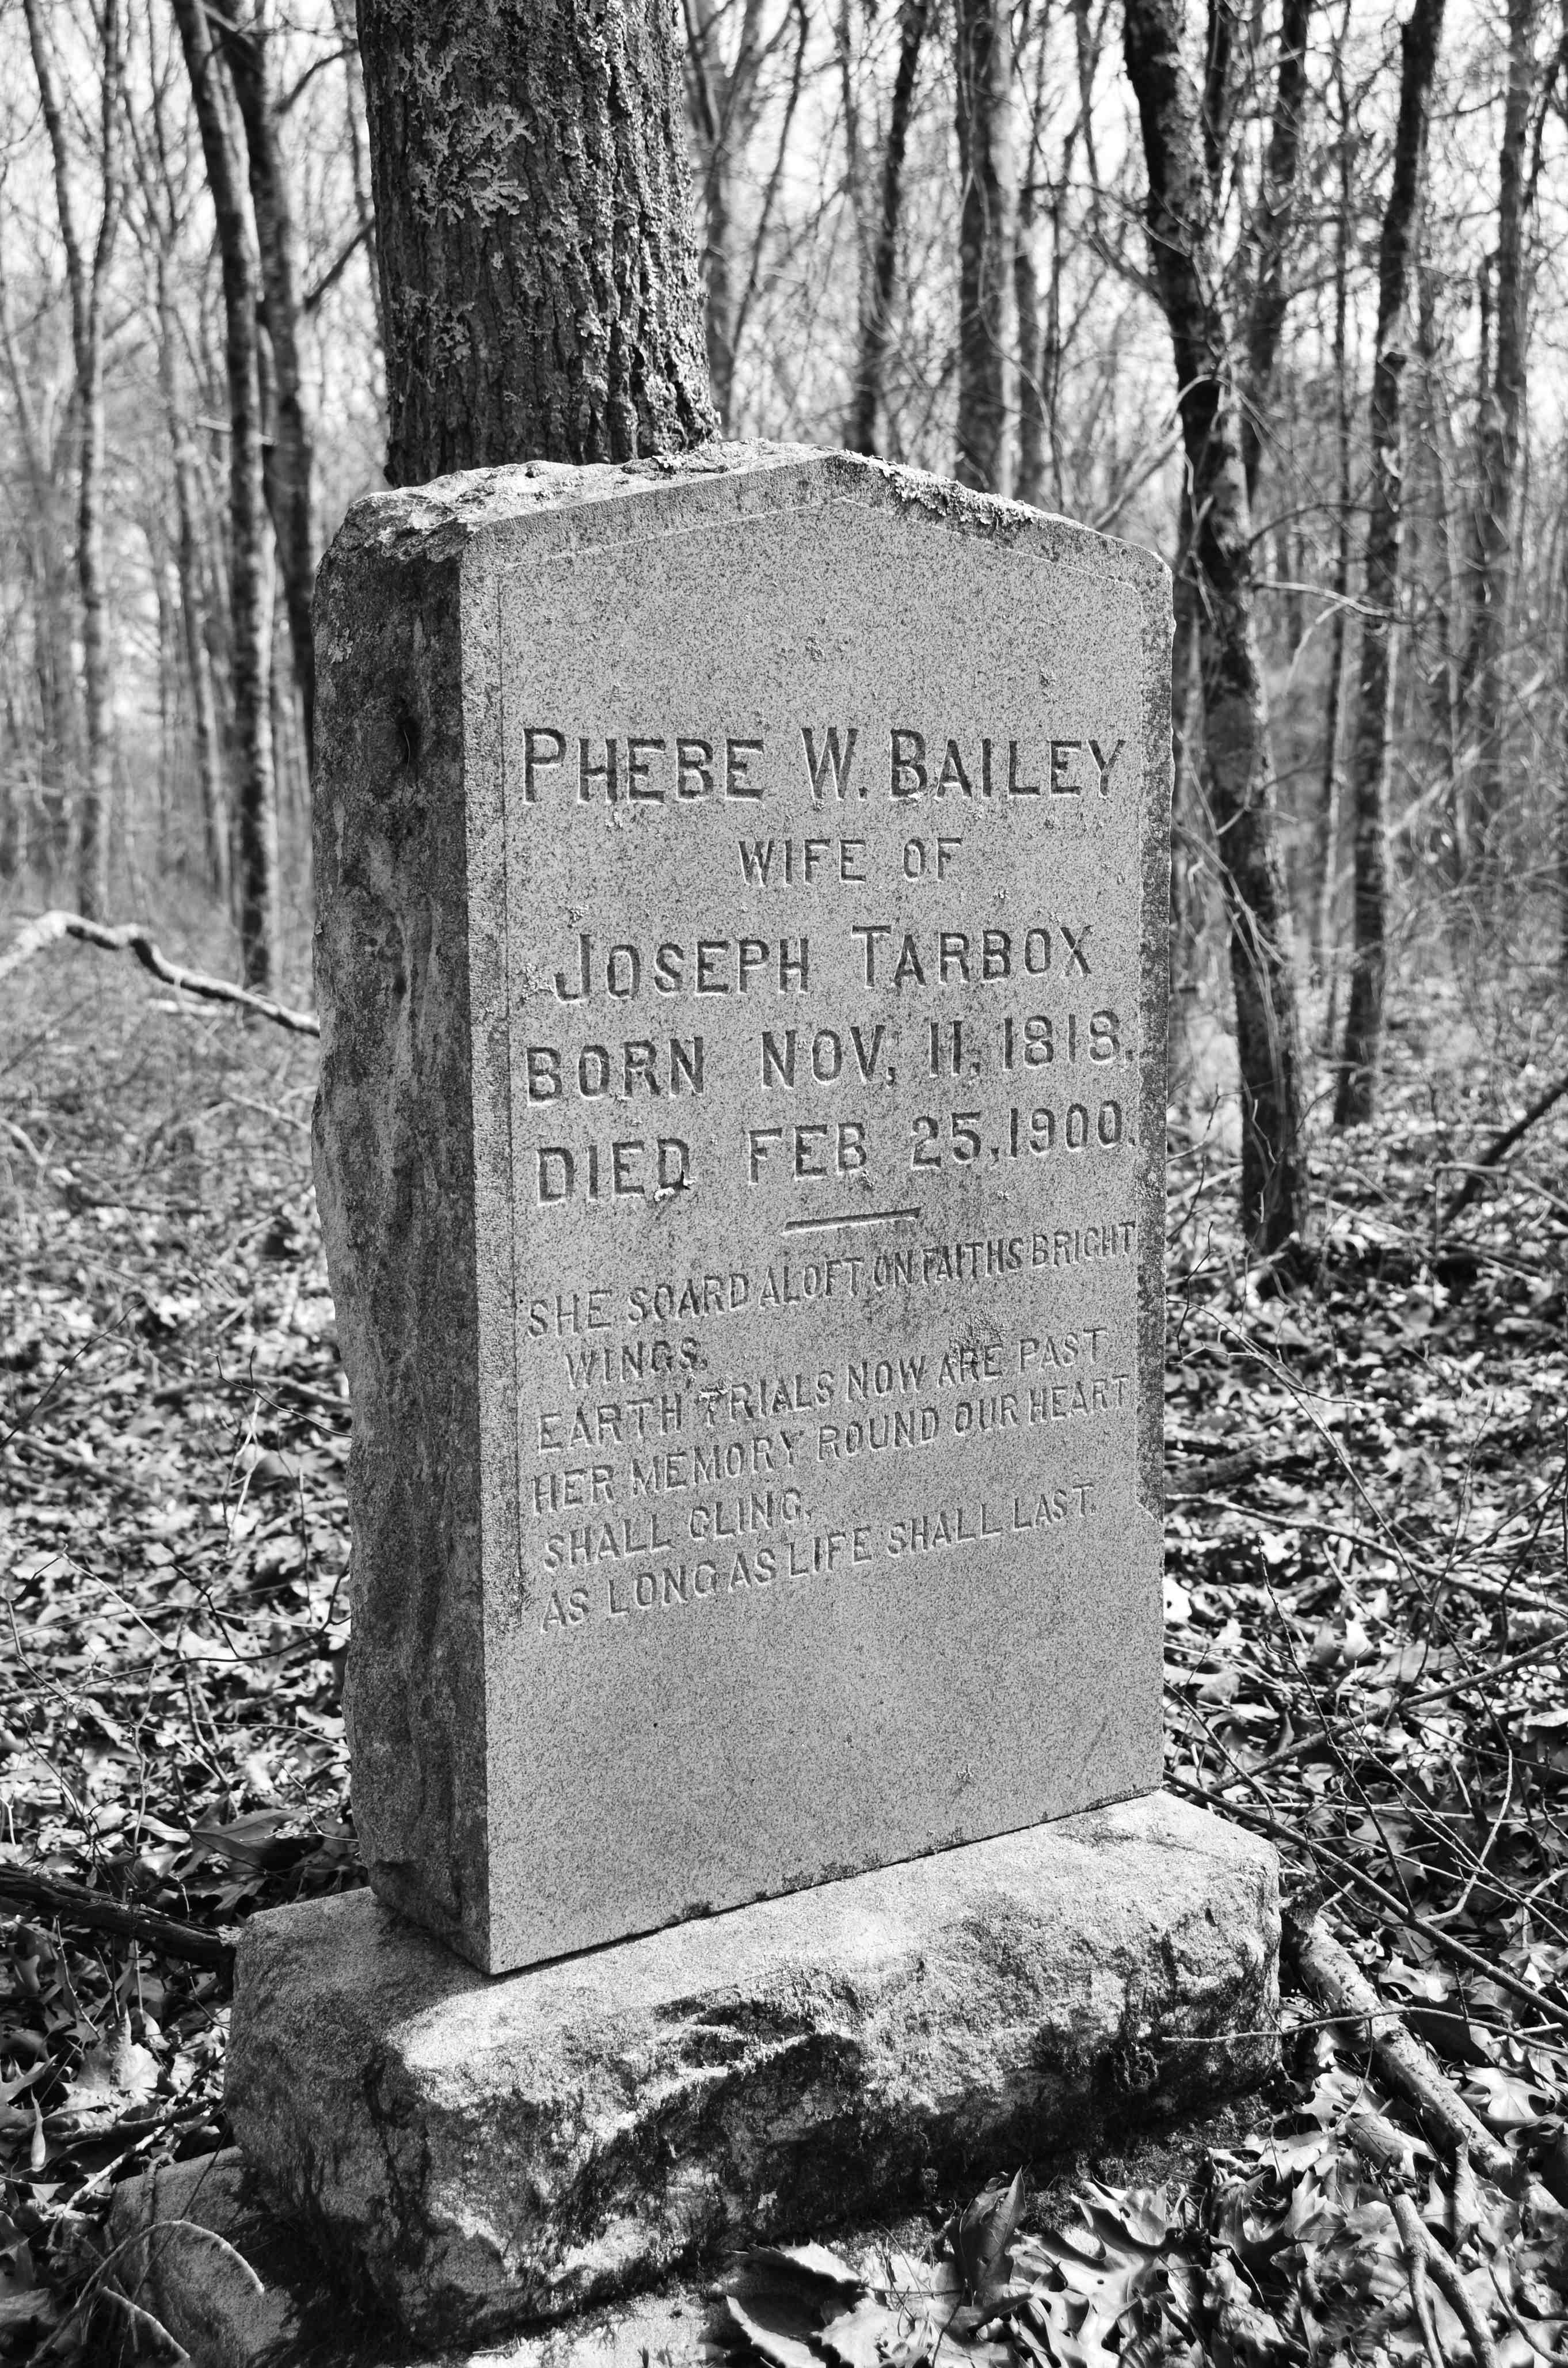 PHEBE W. BAILEY
WIFE OF
JOSEPH TARBOX
BORN NOV, 11, 1818.
DIED FEB 25, 1900.
SHE SOARD ALOFT ON FAITHS BRIGHT
WINGS.
EARTH TRIALS NOW ARE PAST
HER MEMORY ROUND OUR HEART
SHALL CLING,
AS LONG AS LIFE SHALL LAST.